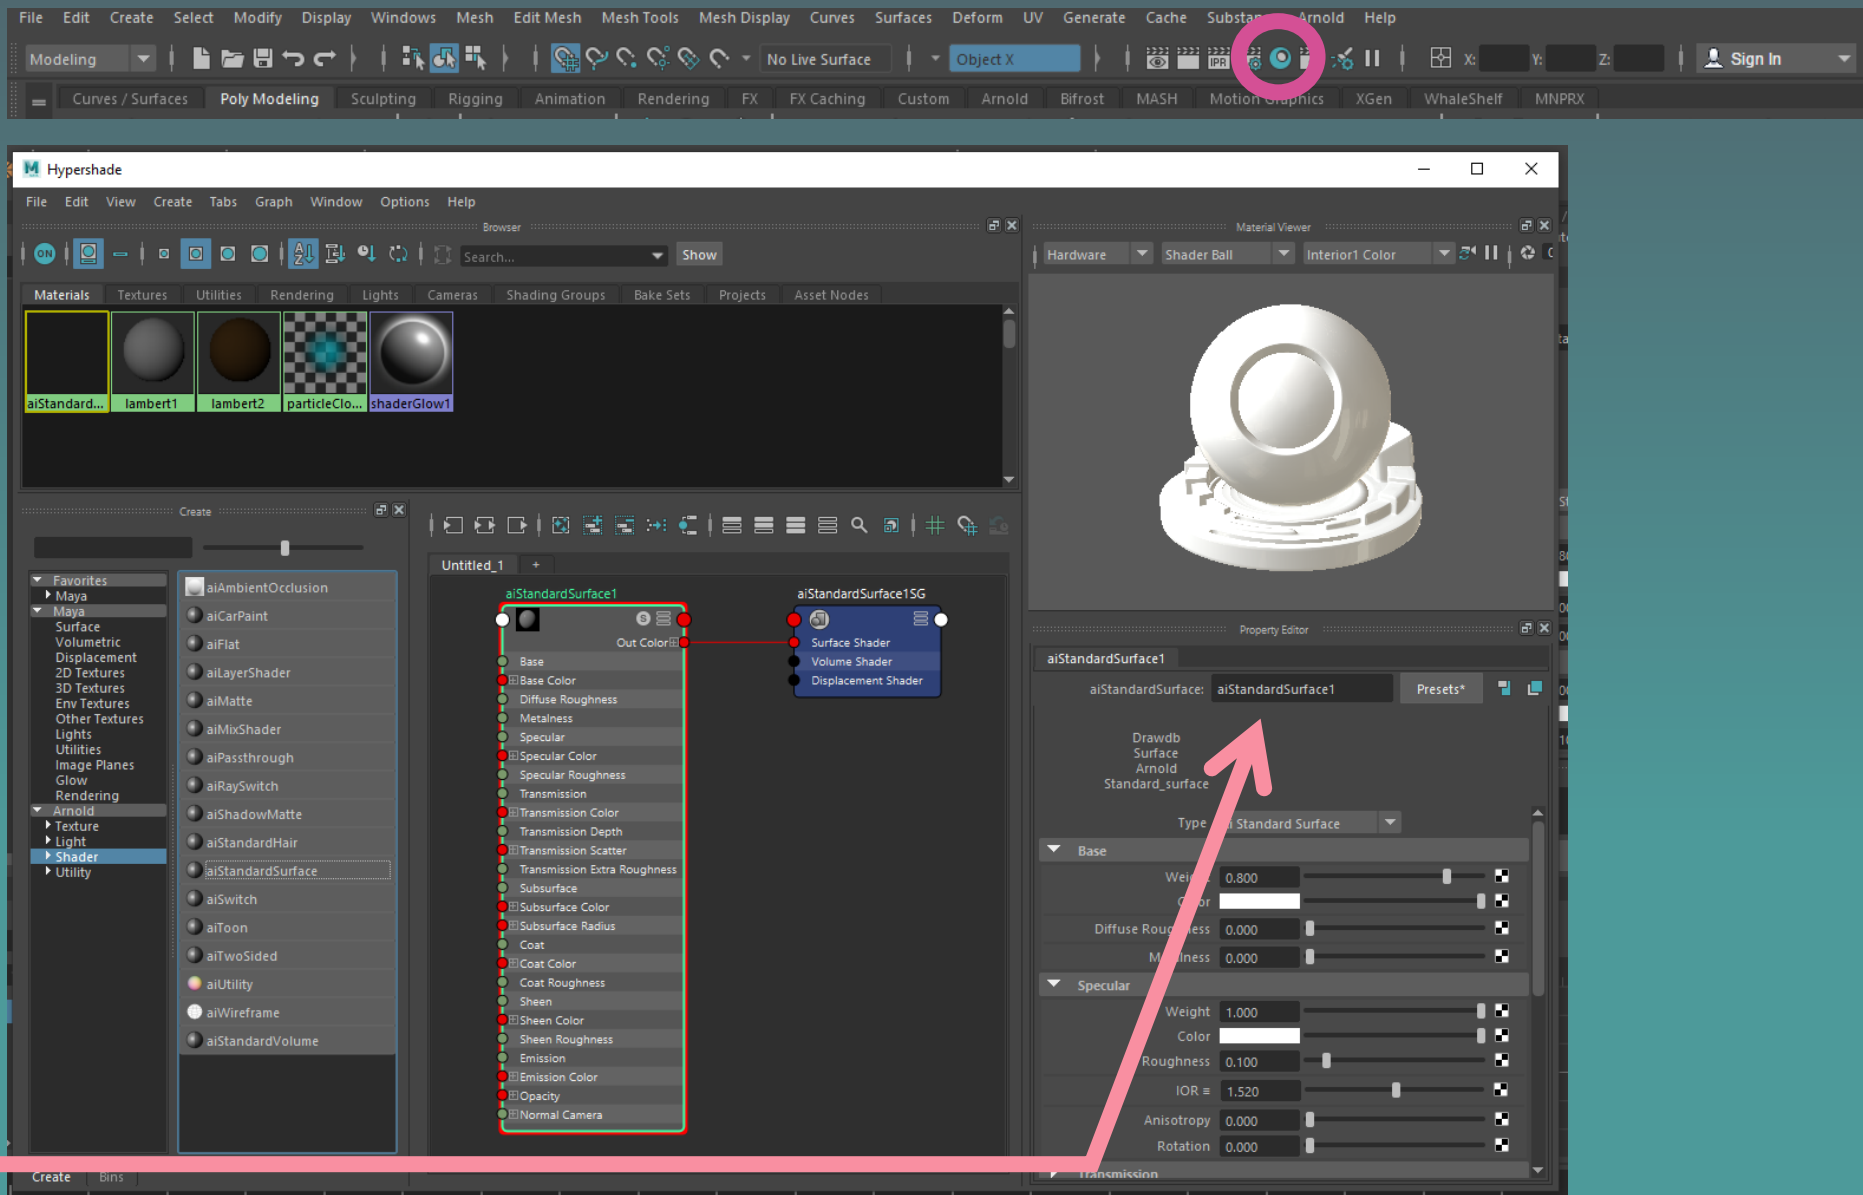 File Edit Create Select Modify Display Windows Mesh Edit Mesh Mesh Tools Mesh Display Curves Surfaces Deform UV Generate Cache Arnold Help
Modeling No Live Surface Object X IPR X: Y: Z: Sign In
Curves / Surfaces Poly Modeling Sculpting Rigging Animation Rendering FX FX Caching Custom Arnold Bifrost MASH Motion Graphics XGen WhaleShelf MNPRX
M Hypershade
File Edit View Create Tabs Graph Window Options Help
Browser
Material Viewer
ON Search... Show
Hardware Shader Ball Interior1 Color
Materials Textures Utilities Rendering Lights Cameras Shading Groups Bake Sets Projects Asset Nodes
aiStandard... lambert1 lambert2 particleClo... shaderGlow1
Create
Untitled_1 +
Favorites
Maya
Maya
Surface
Volumetric
Displacement
2D Textures
3D Textures
Env Textures
Other Textures
Lights
Utilities
Image Planes
Glow
Rendering
Arnold
Texture
Light
Shader
Utility
aiAmbientOcclusion
aiCarPaint
aiFlat
aiLayerShader
aiMatte
aiMixShader
aiPassthrough
aiRaySwitch
aiShadowMatte
aiStandardHair
aiStandardSurface
aiSwitch
aiToon
aiTwoSided
aiUtility
aiWireframe
aiStandardVolume
Create Bins
aiStandardSurface1
S
Out Color
Base
Base Color
Diffuse Roughness
Metalness
Specular
Specular Color
Specular Roughness
Transmission
Transmission Color
Transmission Depth
Transmission Scatter
Transmission Extra Roughness
Subsurface
Subsurface Color
Subsurface Radius
Coat
Coat Color
Coat Roughness
Sheen
Sheen Color
Sheen Roughness
Emission
Emission Color
Opacity
Normal Camera
aiStandardSurface1SG
Surface Shader
Volume Shader
Displacement Shader
Property Editor
aiStandardSurface1
aiStandardSurface: aiStandardSurface1 Presets*
Drawdb
Surface
Arnold
Standard_surface
Type Standard Surface
Base
0.800
Diffuse 0.000
0.000
Specular
Weight 1.000
Color
Roughness 0.100
IOR ≡ 1.520
Anisotropy 0.000
Rotation 0.000
Transmission